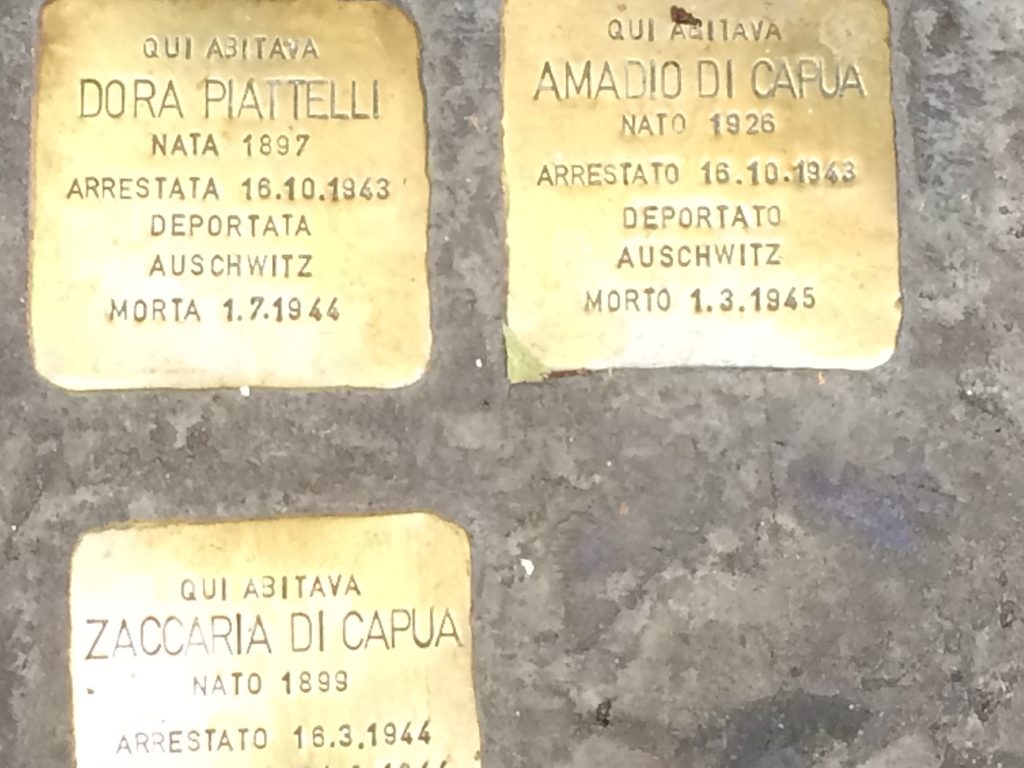 QUI ABITAVA
DORA PIATTELLI
NATA 1897
ARRESTATA 16.10.1943
DEPORTATA
AUSCHWITZ
MORTA 1.7.1944
QUI ABITAVA
AMADIO DI CAPUA
NATO 1926
ARRESTATO 16.10.1943
DEPORTATO
AUSCHWITZ
MORTO 1.3.1945
QUI ABITAVA
ZACCARIA DI CAPUA
NATO 1899
ARRESTATO 16.3.1944